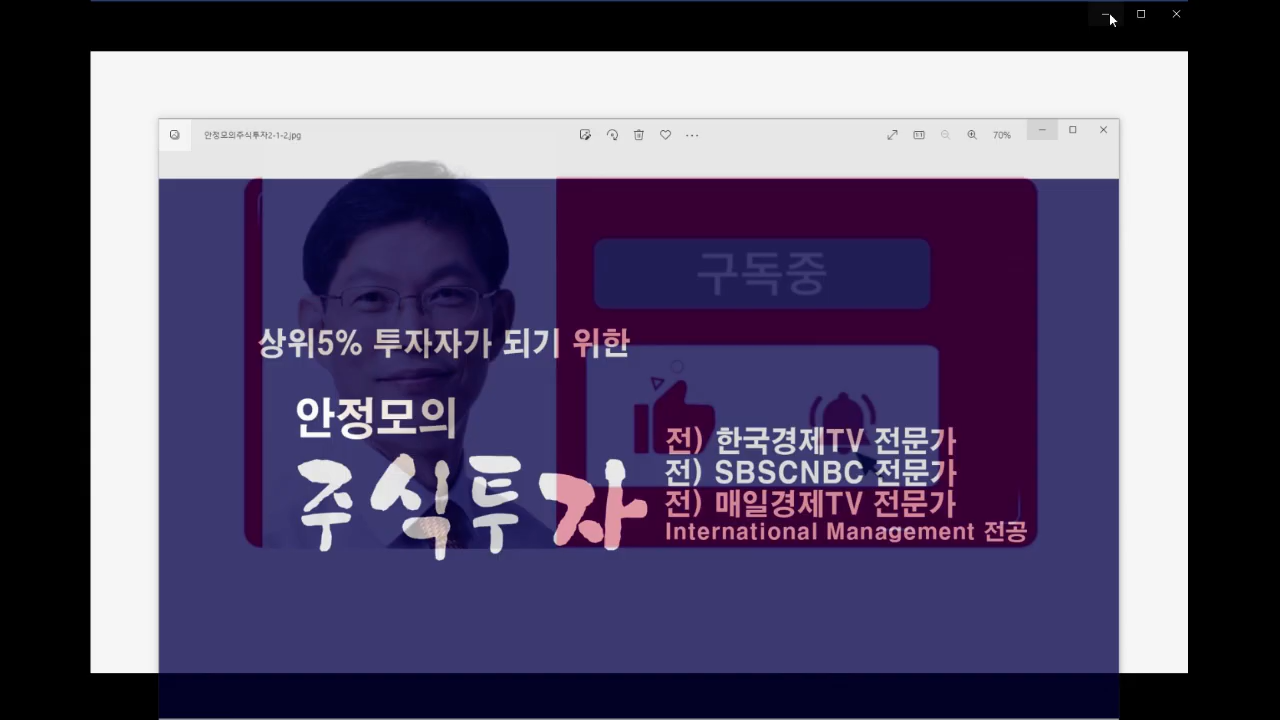 안정모의주식투자2-1-2.jpg
70%
구독중
상위5% 투자자가 되기 위한
안정모의
주식투자
전) 한국경제TV 전문가
전) SBSCNBC 전문가
전) 매일경제TV 전문가
International Management 전공